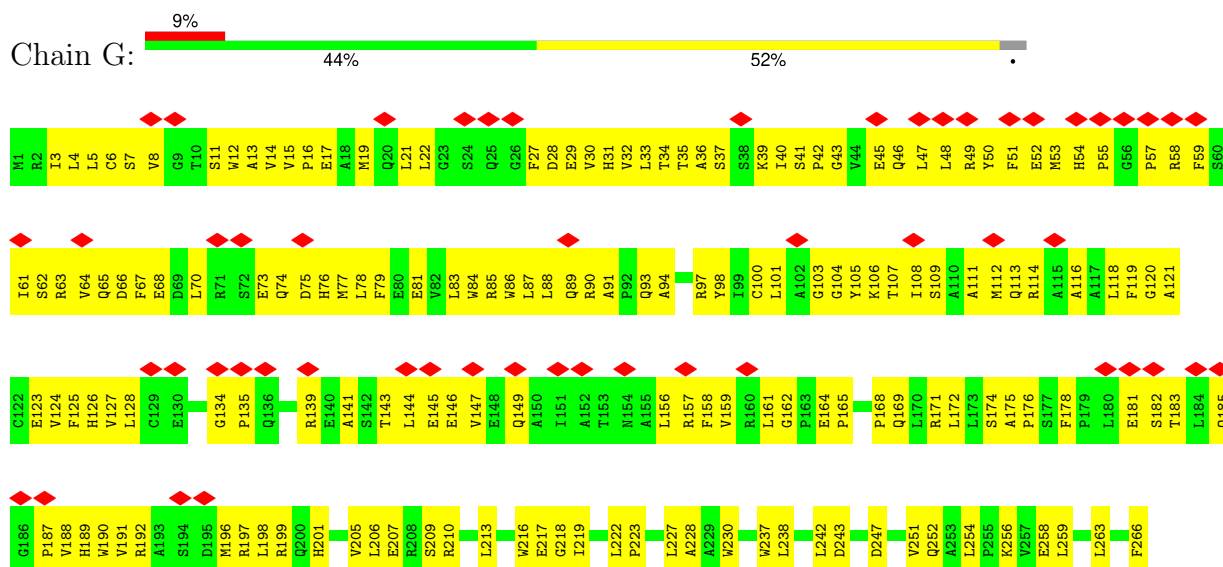 9%
Chain G:
44% 52% •
M1 R2 I3 L4 L5 C6 S7 V8 G9 T10 S11 W12 A13 V14 V15 P16 E17 A18 M19 Q20 L21 L22 G23 S24 Q25 G26 F27 D28 E29 V30 H31 V32 L33 T34 T35 A36 S37 S38 K39 I40 S41 P42 G43 V44 E45 Q46 L47 L48 R49 Y50 F51 E52 M53 H54 P55 G56 P57 R58 F59 S60
I61 S62 R63 V64 Q65 D66 F67 E68 D69 L70 R71 S72 E73 Q74 D75 H76 M77 L78 F79 E80 E81 V82 L83 W84 R85 W86 L87 L88 Q89 R90 A91 P92 Q93 A94 R97 Y98 I99 C100 L101 A102 G103 G104 Y105 K106 T107 I108 S109 A110 A111 M112 Q113 R114 A115 A116 A117 L118 F119 G120 A121
C122 E123 V124 F125 H126 V127 L128 C129 E130 G134 P135 Q136 R139 E140 A141 S142 T143 L144 E145 E146 V147 E148 Q149 A150 I151 A152 T153 N154 A155 L156 R157 F158 V159 R160 L161 G162 P163 E164 P165 P168 Q169 L170 R171 L172 L173 S174 A175 P176 S177 F178 P179 L180 E181 S182 T183 L184 Q185
G186 P187 V188 H189 W190 V191 R192 A193 S194 D195 M196 R197 L198 R199 Q200 H201 V205 L206 E207 R208 S209 R210 L213 W216 E217 G218 I219 L222 P223 L227 A228 A229 W230 W237 L238 L242 D243 D247 V251 Q252 A253 L254 P255 K256 V257 E258 L259 L263 F266